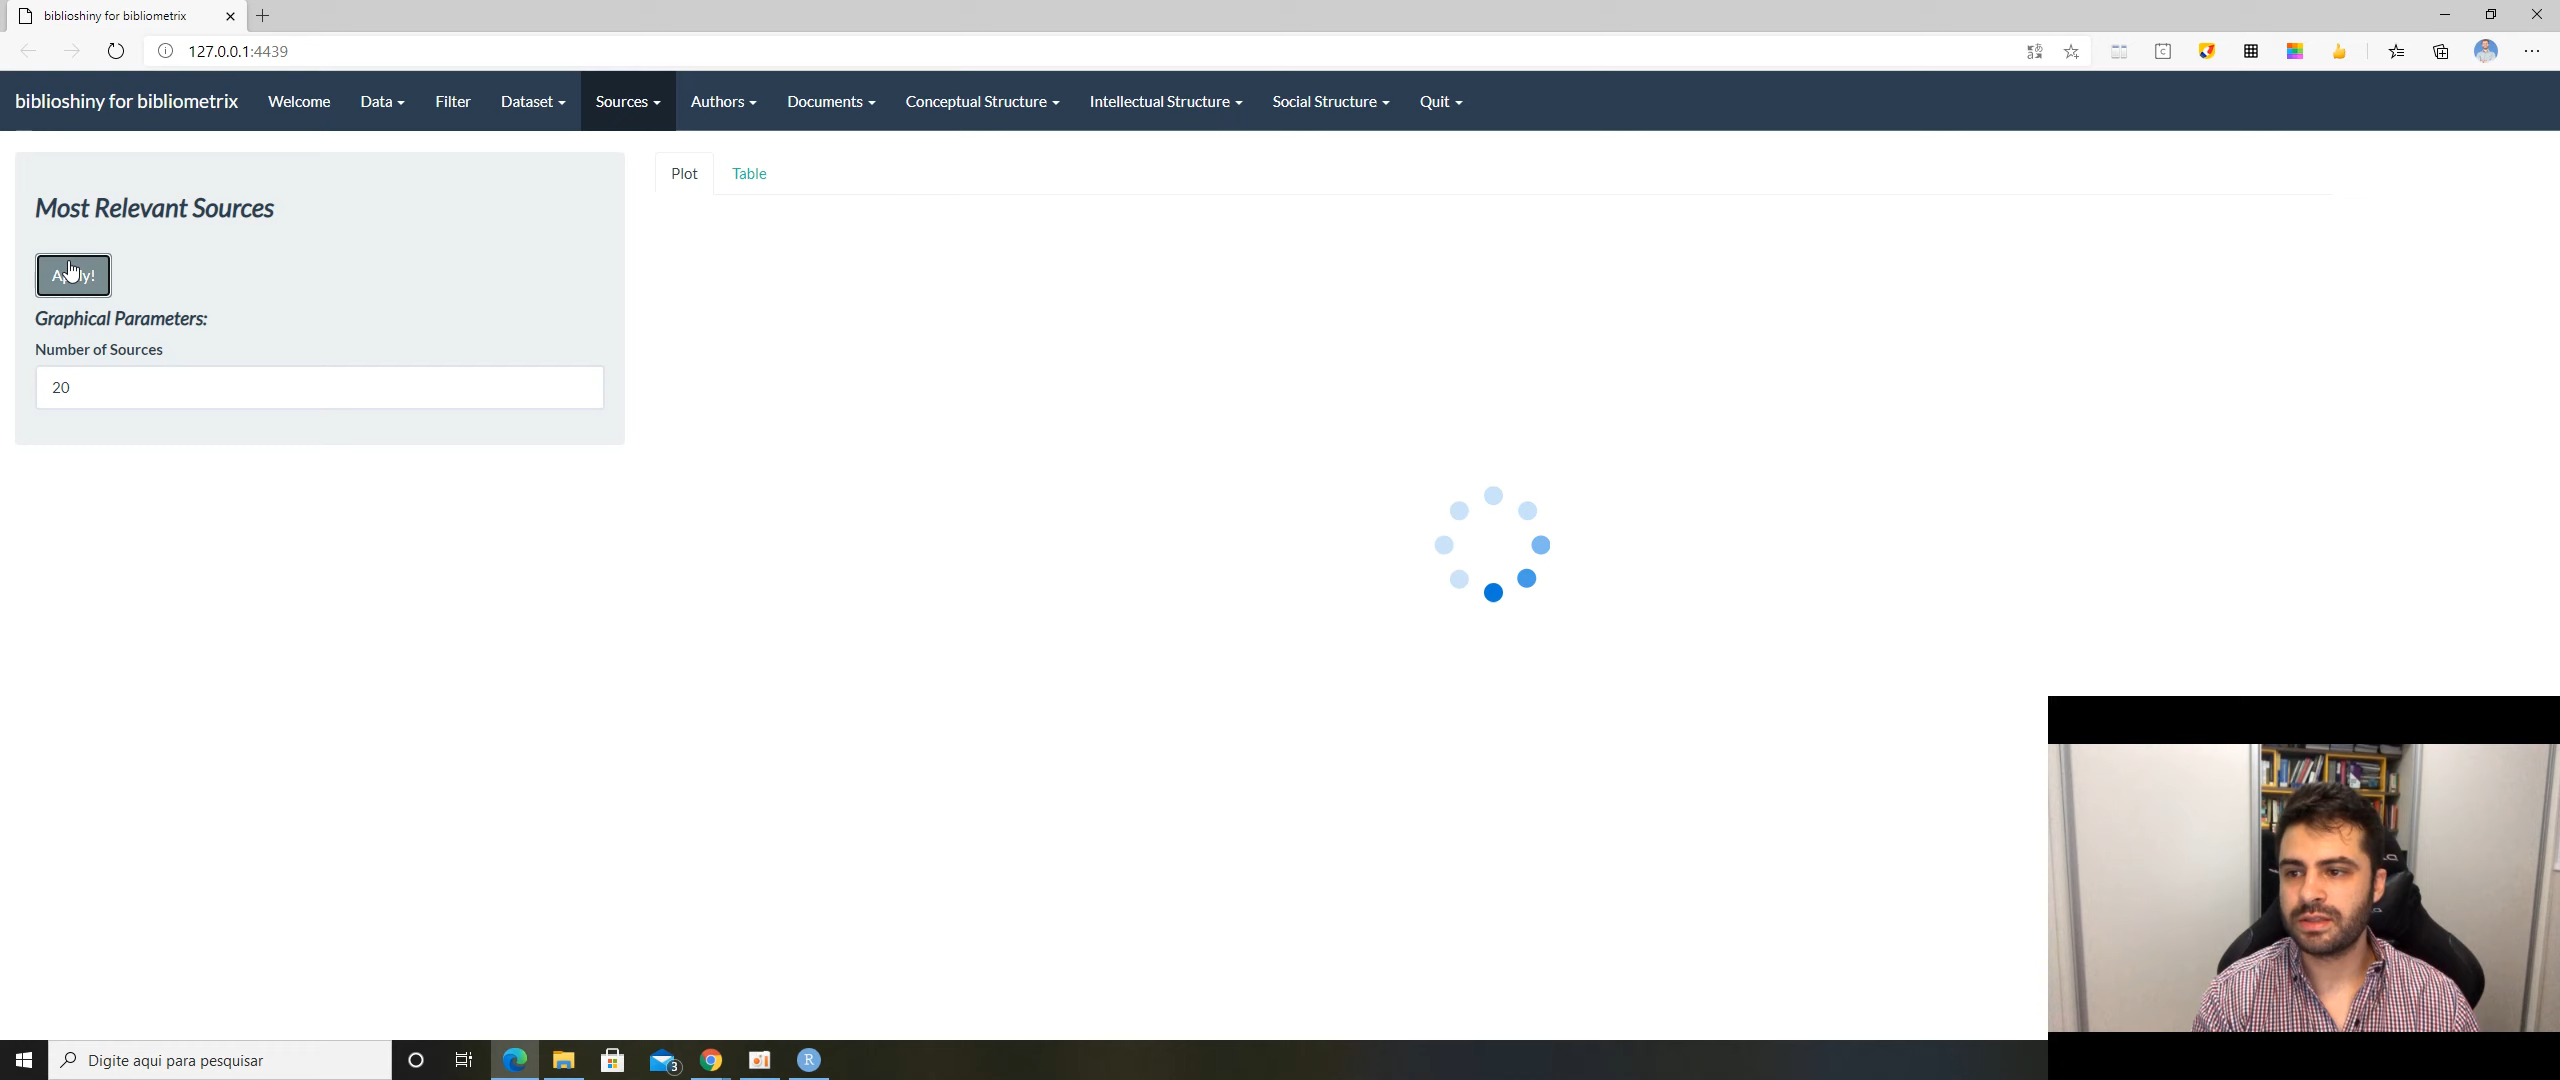 biblioshiny for bibliometrix
127.0.0.1:4439
biblioshiny for bibliometrix Welcome Data Filter Dataset Sources Authors Documents Conceptual Structure Intellectual Structure Social Structure Quit
Most Relevant Sources
Plot Table
Graphical Parameters:
Number of Sources
20
Digite aqui para pesquisar
3
R